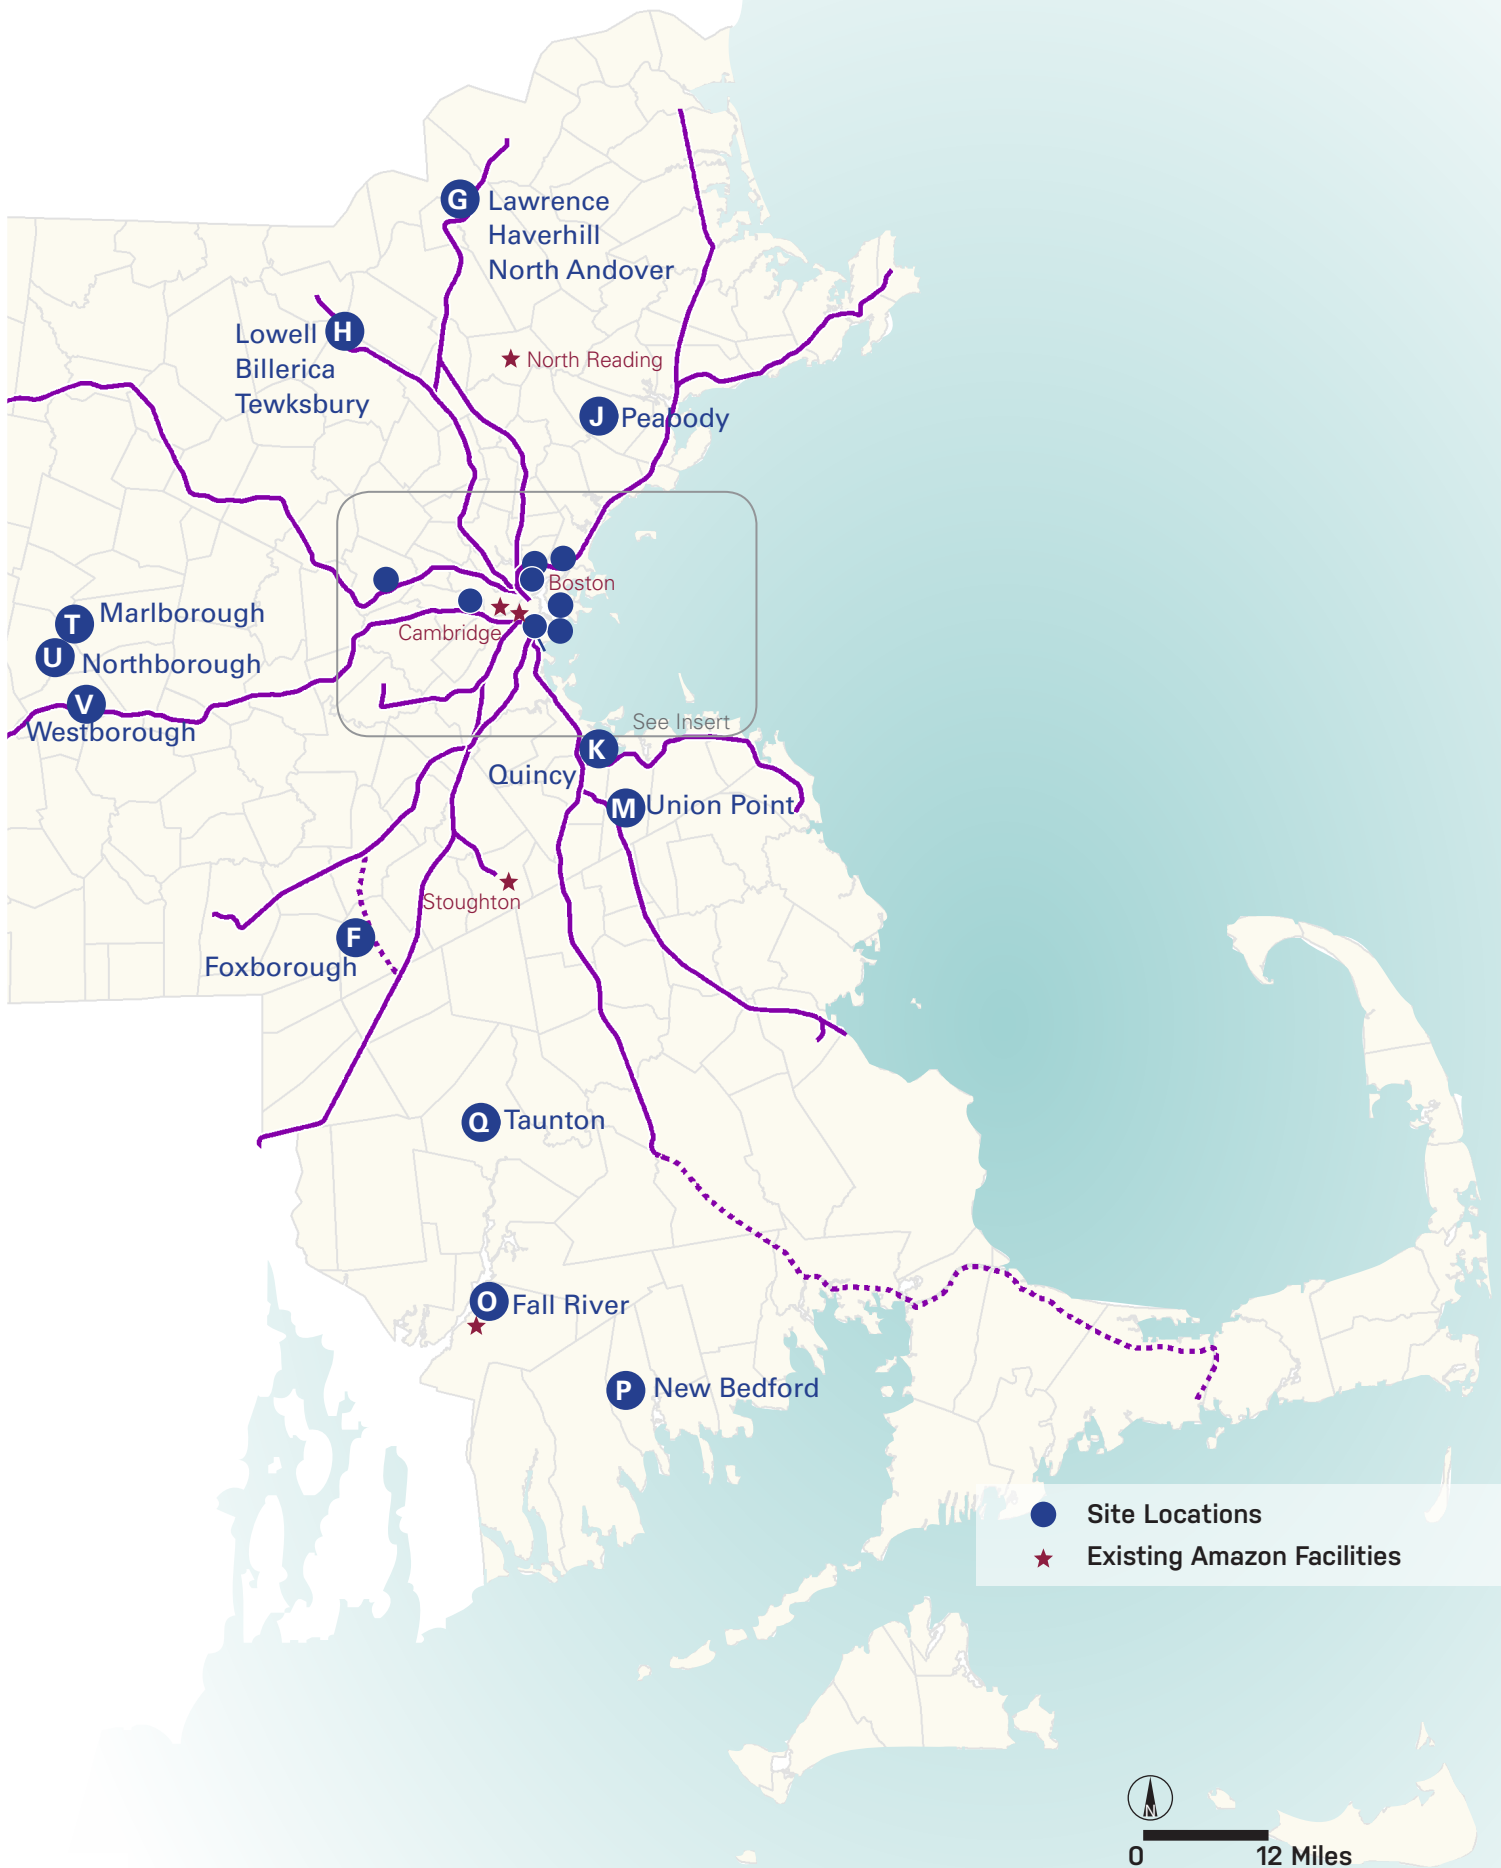 G
Lawrence
Haverhill
North Andover
Lowell
H
Billerica
Tewksbury
North Reading
J
Peabody
Boston
Cambridge
T
Marlborough
U
Northborough
V
Westborough
See Insert
K
Quincy
M
Union Point
Stoughton
F
Foxborough
Q
Taunton
O
Fall River
P
New Bedford
Site Locations
Existing Amazon Facilities
N
0
12 Miles